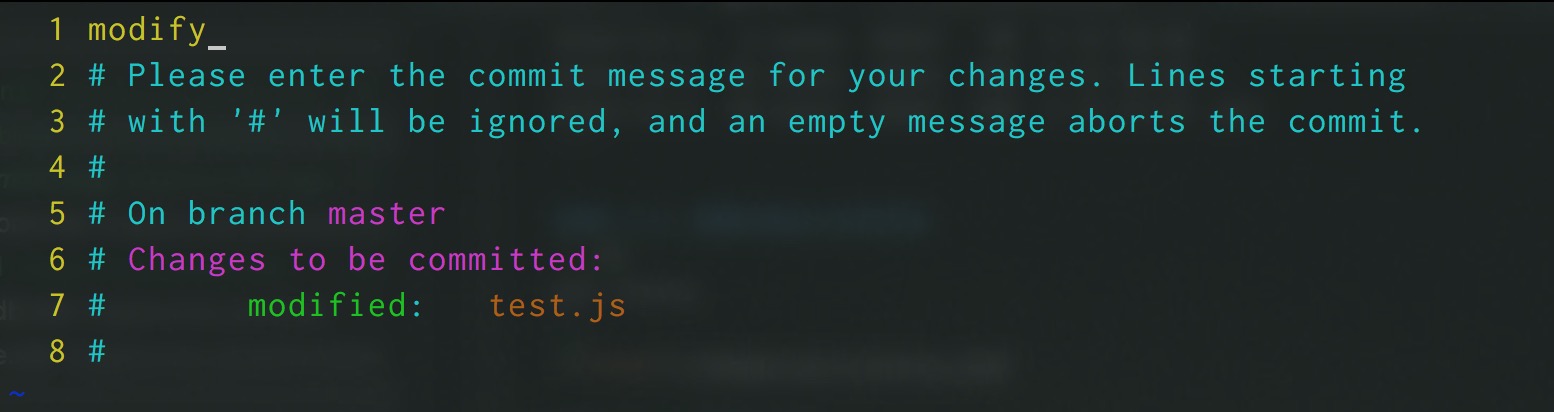 1 modify_
2 # Please enter the commit message for your changes. Lines starting
3 # with '#' will be ignored, and an empty message aborts the commit.
4 #
5 # On branch master
6 # Changes to be committed:
7 #       modified:   test.js
8 #
~